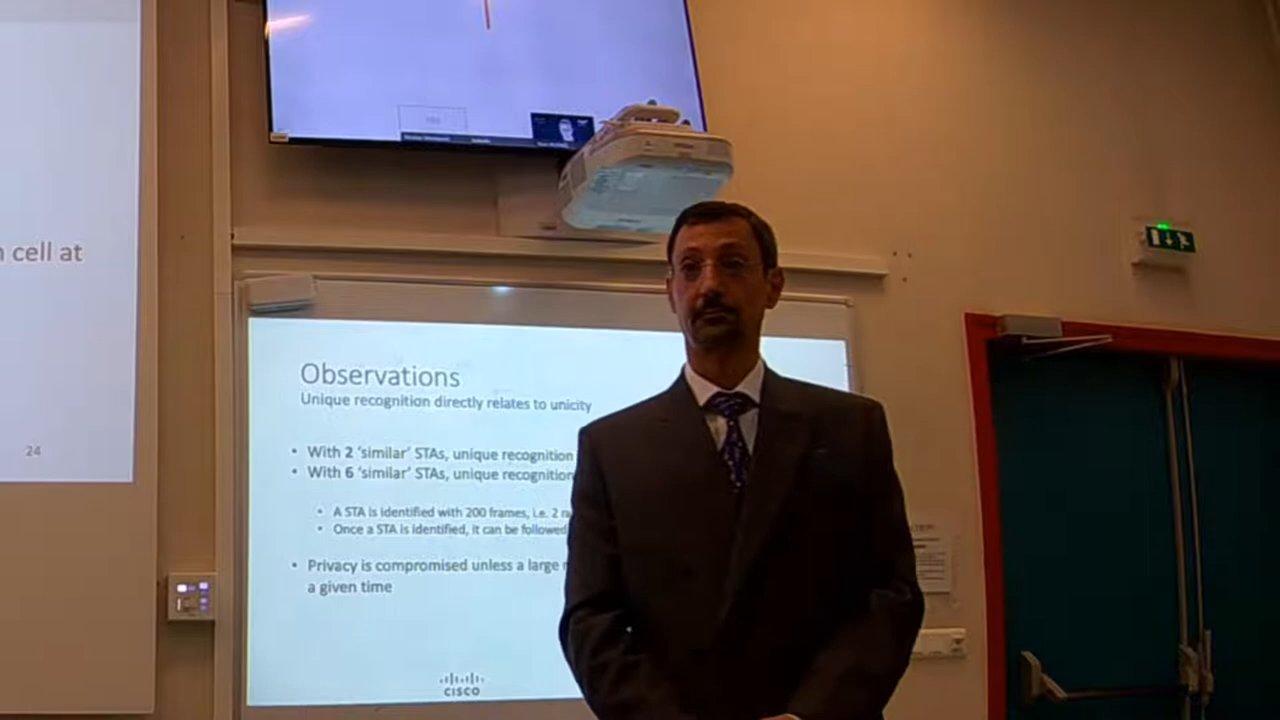 cell at
24
Observations
Unique recognition directly relates to unicity
• With 2 ‘similar’ STAs, unique recognition
• With 6 ‘similar’ STAs, unique recognition
• A STA is identified with 200 frames, i.e. 2
• Once a STA is identified, it can be followed
• Privacy is compromised unless a large
a given time
CISCO